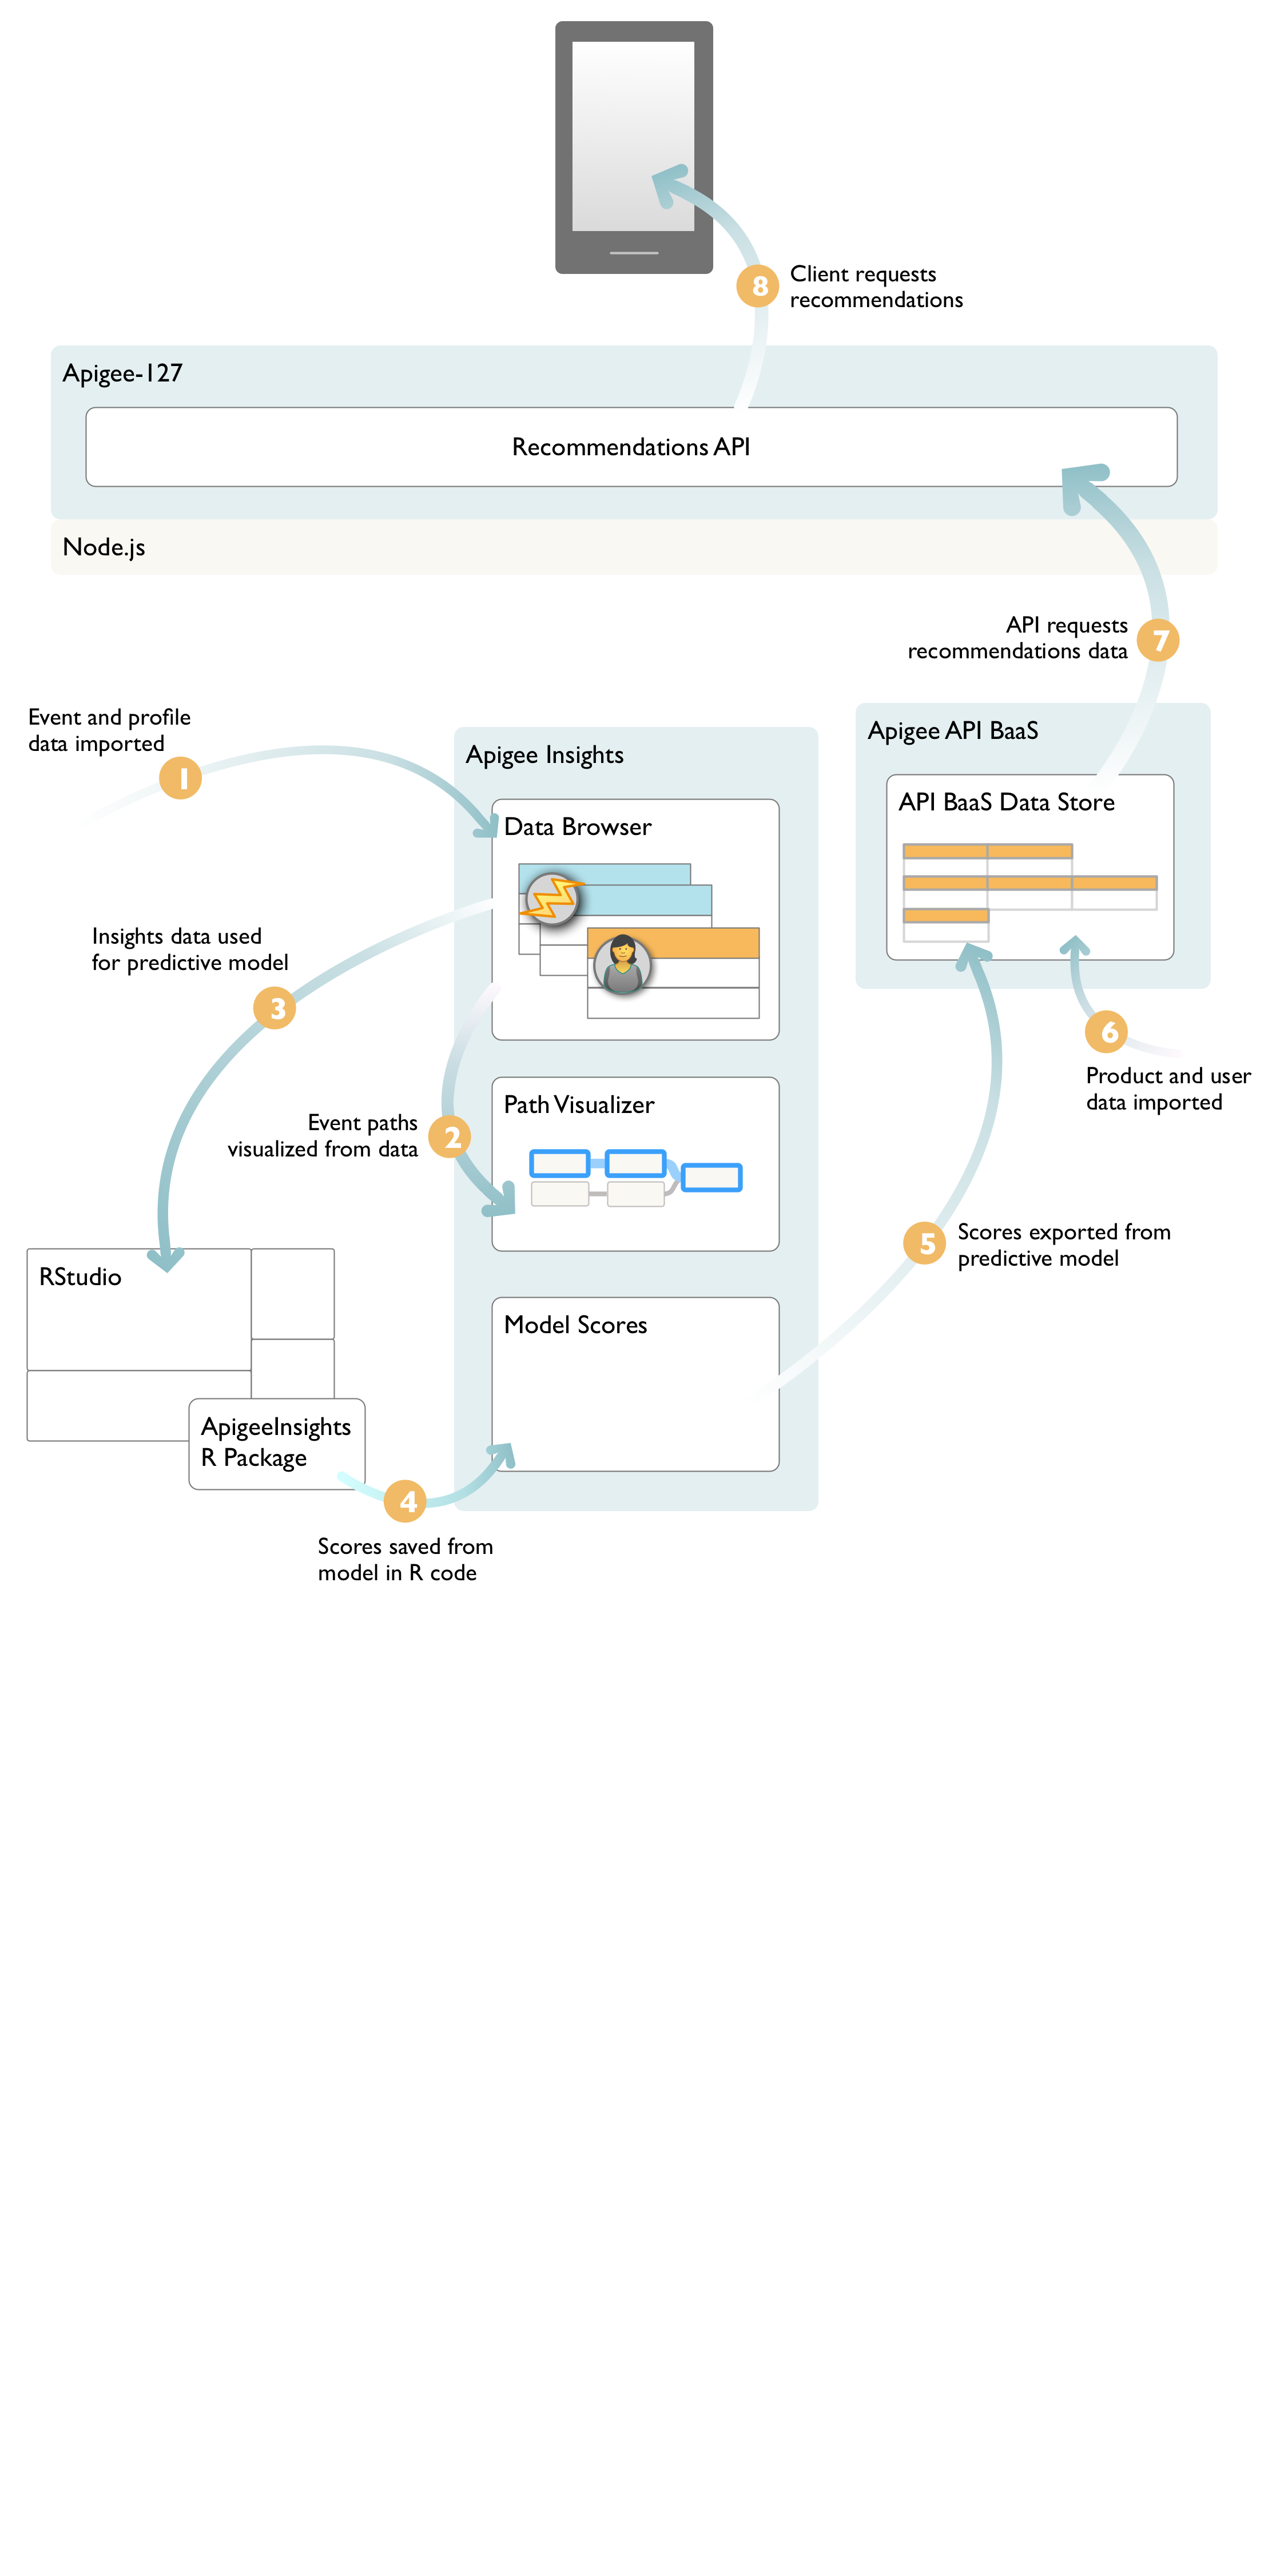 8
Client requests
recommendations
Apigee-127
Recommendations API
Node.js
API requests
recommendations data
7
Event and profile
data imported
1
Apigee Insights
Apigee API BaaS
API BaaS Data Store
Data Browser
Insights data used
for predictive model
3
6
Product and user
data imported
Path Visualizer
Event paths
visualized from data
2
5
Scores exported from
predictive model
RStudio
Model Scores
ApigeeInsights
R Package
4
Scores saved from
model in R code